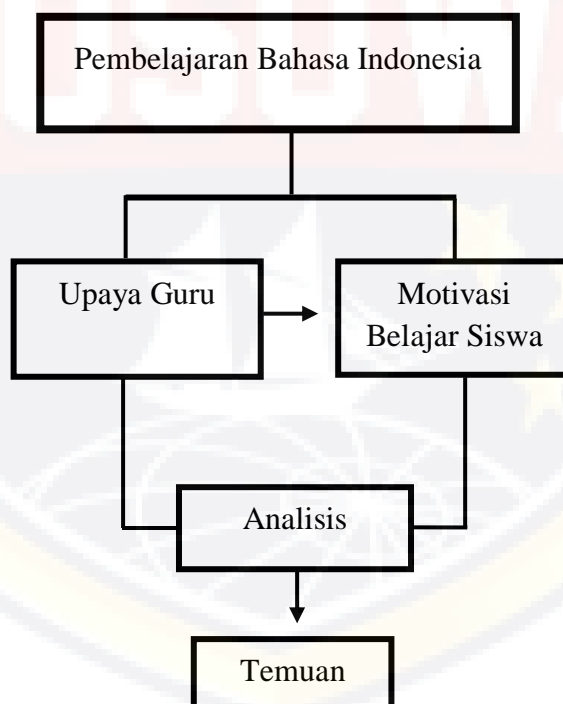 Pembelajaran Bahasa Indonesia
Upaya Guru
Motivasi
Belajar Siswa
Analisis
Temuan